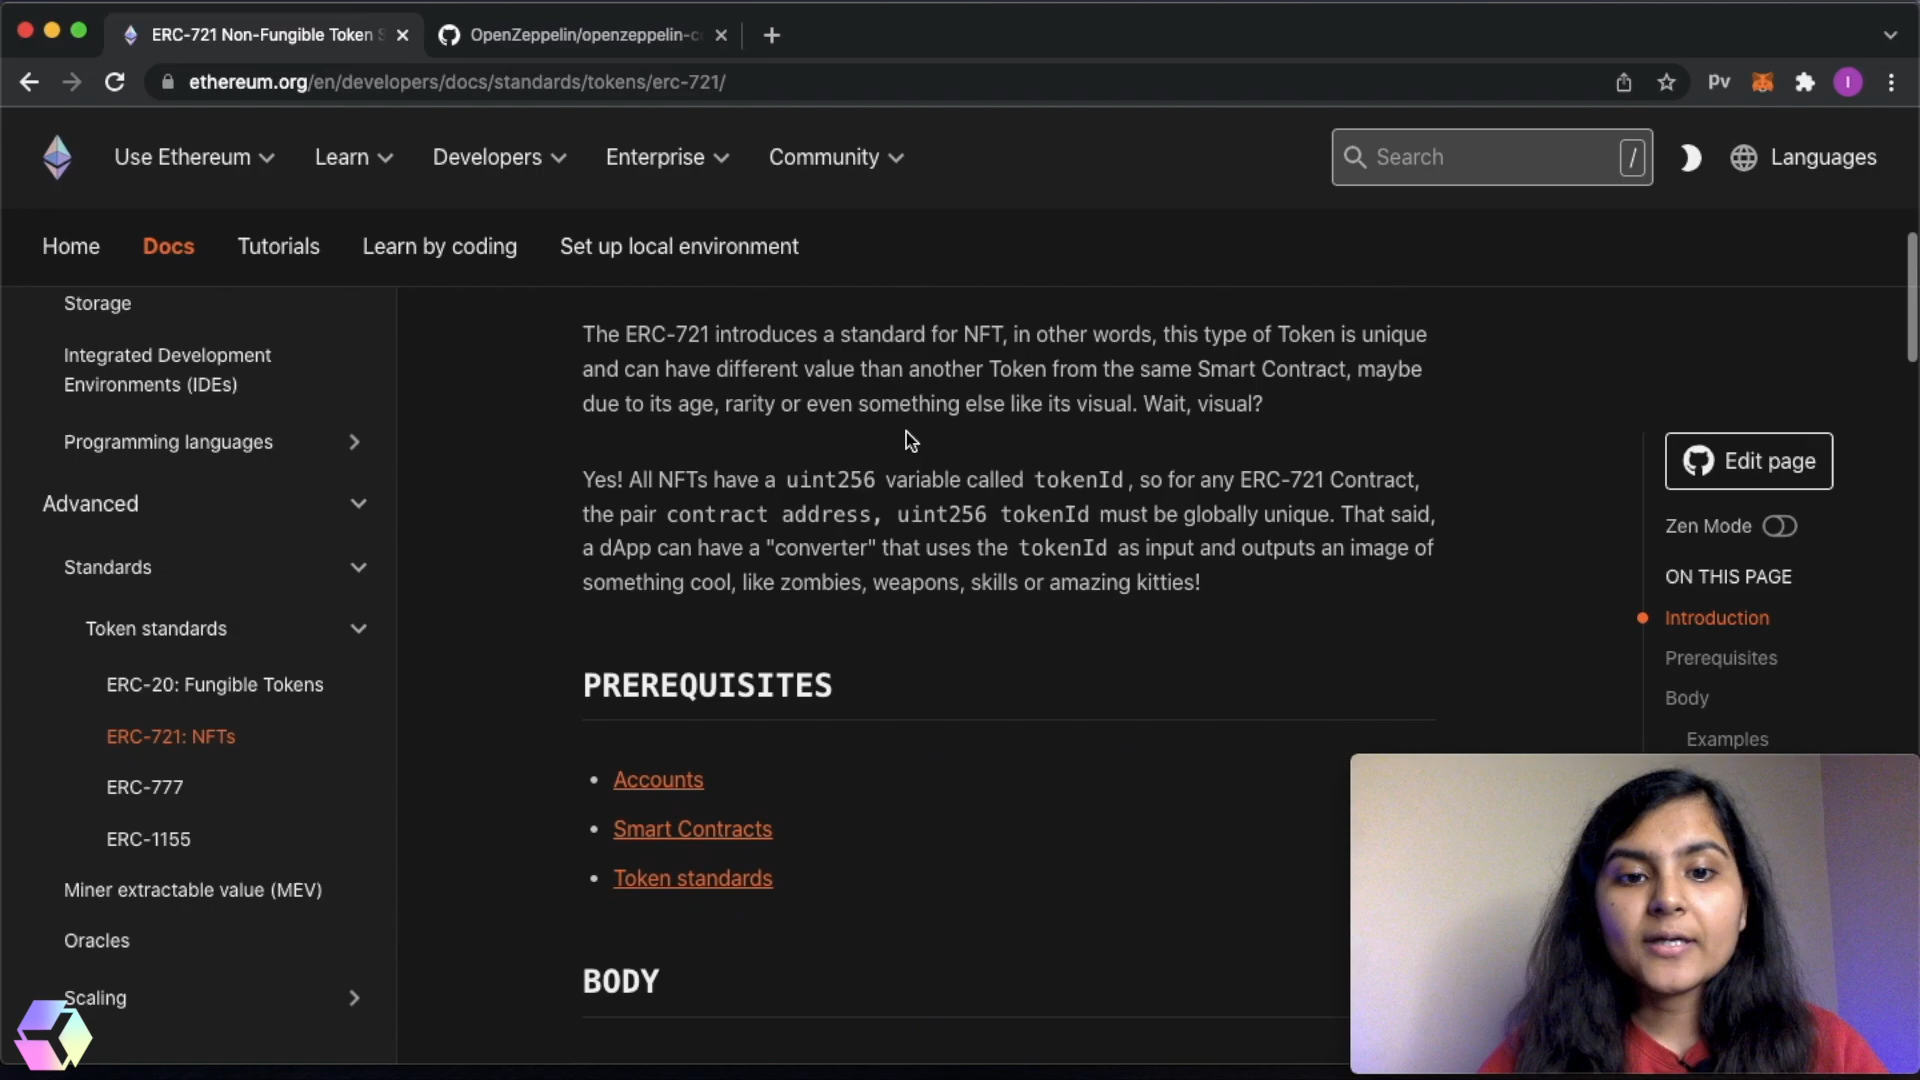 ERC-721 Non-Fungible Token S
OpenZeppelin/openzeppelin-c
ethereum.org/en/developers/docs/standards/tokens/erc-721/
PV
I
Use Ethereum
Learn
Developers
Enterprise
Community
Search
/
Languages
Home
Docs
Tutorials
Learn by coding
Set up local environment
Storage
Integrated Development
Environments (IDEs)
Programming languages
Advanced
Standards
Token standards
ERC-20: Fungible Tokens
ERC-721: NFTs
ERC-777
ERC-1155
Miner extractable value (MEV)
Oracles
Scaling
The ERC-721 introduces a standard for NFT, in other words, this type of Token is unique
and can have different value than another Token from the same Smart Contract, maybe
due to its age, rarity or even something else like its visual. Wait, visual?
Yes! All NFTs have a uint256 variable called tokenId, so for any ERC-721 Contract,
the pair contract address, uint256 tokenId must be globally unique. That said,
a dApp can have a "converter" that uses the tokenId as input and outputs an image of
something cool, like zombies, weapons, skills or amazing kitties!
PREREQUISITES
• Accounts
• Smart Contracts
• Token standards
BODY
Edit page
Zen Mode
ON THIS PAGE
Introduction
Prerequisites
Body
Examples